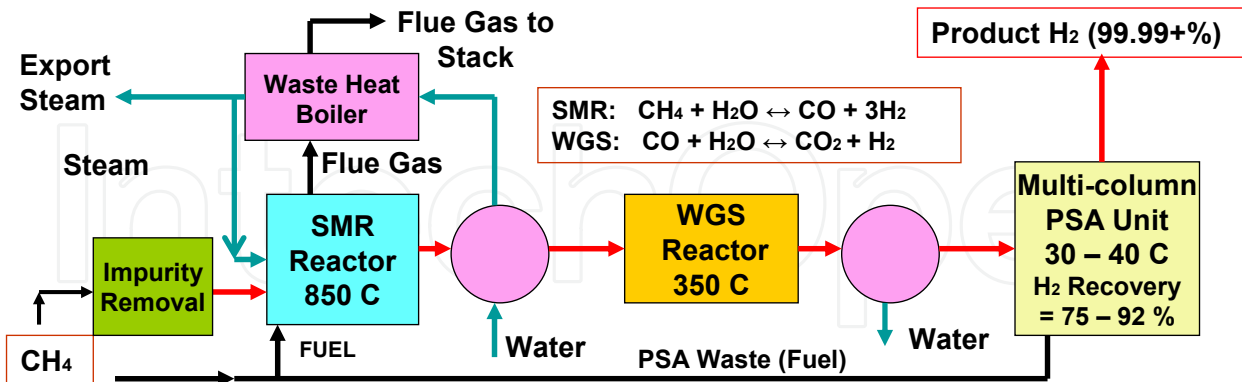 Flue Gas to
Stack
Product H2 (99.99+%)
Export
Steam
Waste Heat
Boiler
SMR: CH4 + H2O ↔ CO + 3H2
WGS: CO + H2O ↔ CO2 + H2
Steam
Flue Gas
Impurity
Removal
SMR
Reactor
850 C
WGS
Reactor
350 C
Multi-column
PSA Unit
30 – 40 C
H2 Recovery
= 75 – 92 %
CH4
FUEL
Water
Water
PSA Waste (Fuel)
IntechOpe